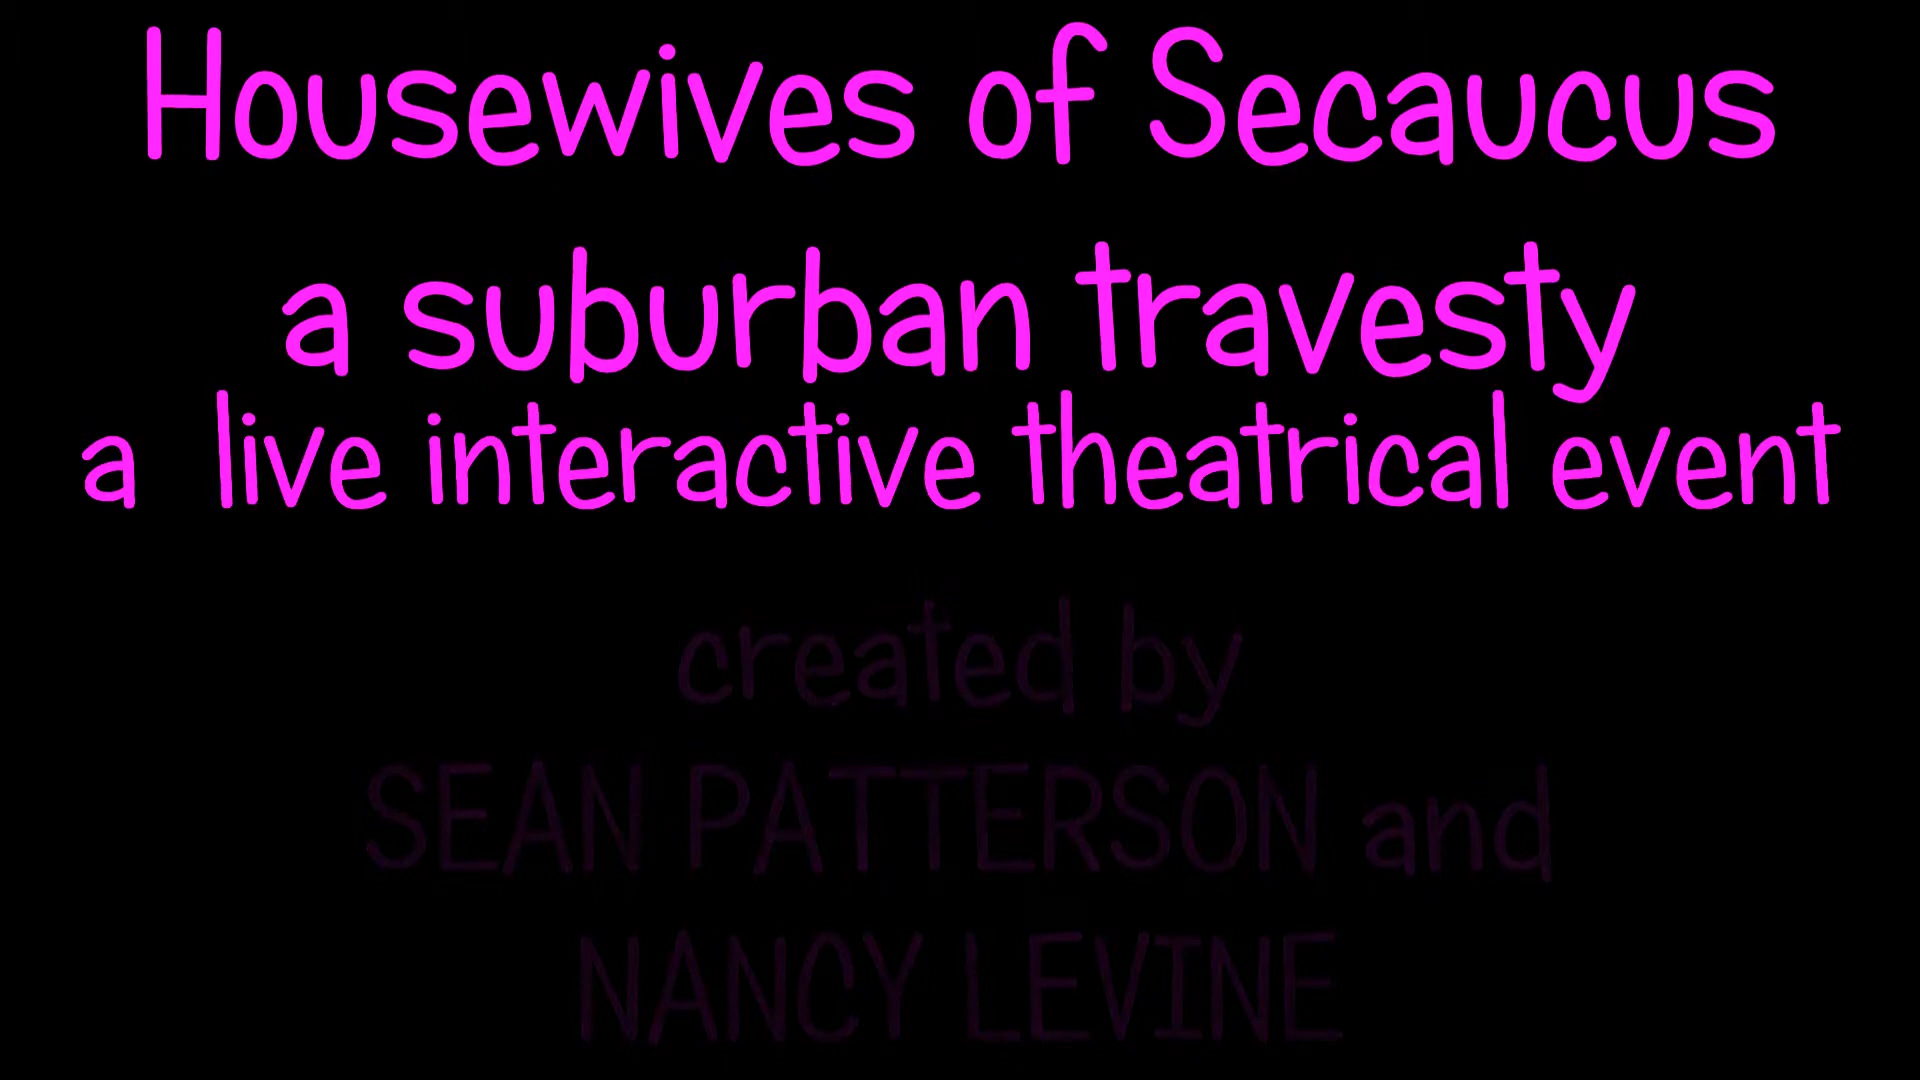 Housewives of Secaucus
a suburban travesty
a live interactive theatrical event
created by
SEAN PATTERSON and
NANCY LEVINE